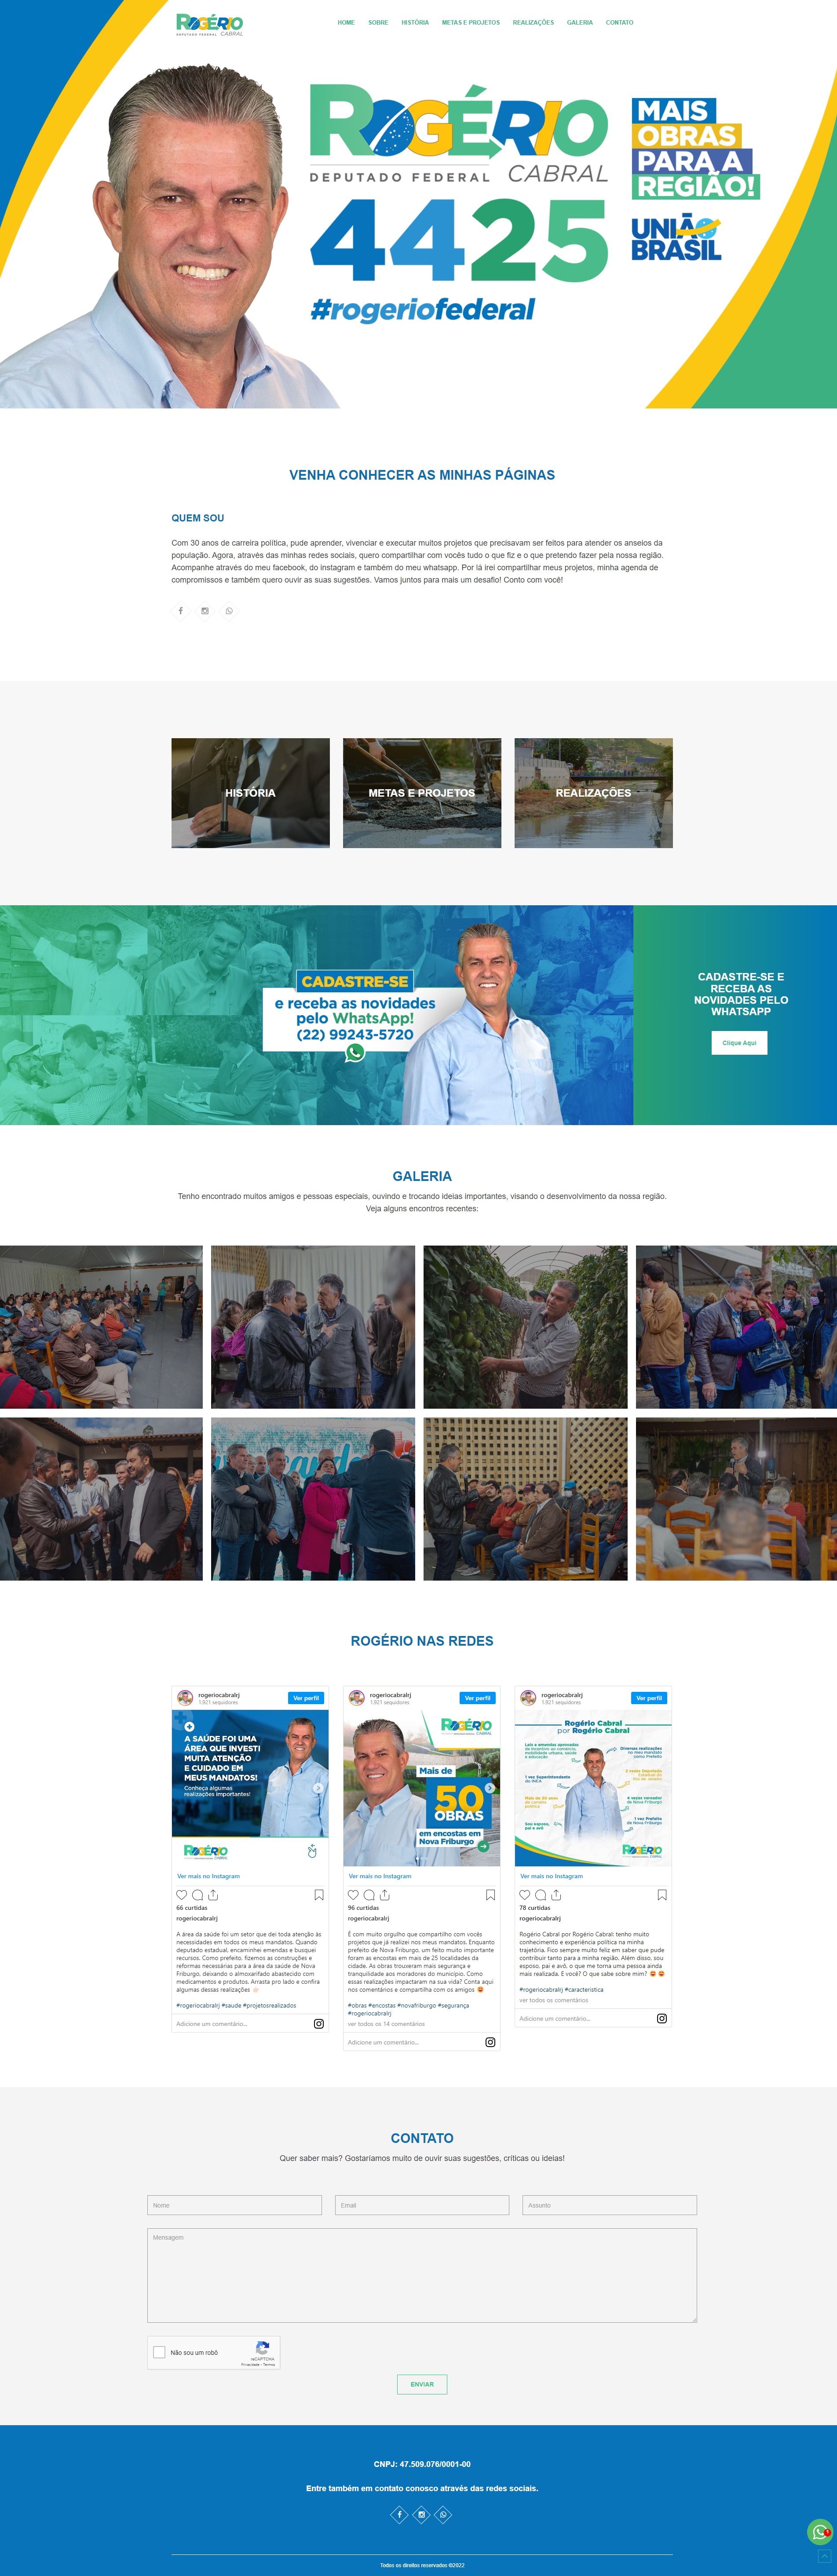 ROGÉRIO
DEPUTADO FEDERAL CABRAL
HOME SOBRE HISTÓRIA METAS E PROJETOS REALIZAÇÕES GALERIA CONTATO
ROGÉRIO
DEPUTADO FEDERAL CABRAL
4425
#rogeriofederal
MAIS
OBRAS
PARA A
REGIÃO!
UNIÃO
BRASIL
VENHA CONHECER AS MINHAS PÁGINAS
QUEM SOU
Com 30 anos de carreira política, pude aprender, vivenciar e executar muitos projetos que precisavam ser feitos para atender os anseios da
população. Agora, através das minhas redes sociais, quero compartilhar com vocês tudo o que fiz e o que pretendo fazer pela nossa região.
Acompanhe através do meu facebook, do instagram e também do meu whatsapp. Por lá irei compartilhar meus projetos, minha agenda de
compromissos e também quero ouvir as suas sugestões. Vamos juntos para mais um desafio! Conto com você!
HISTÓRIA
METAS E PROJETOS
REALIZAÇÕES
CADASTRE-SE
e receba as novidades
pelo WhatsApp!
(22) 99243-5720
CADASTRE-SE E
RECEBA AS
NOVIDADES PELO
WHATSAPP
Clique Aqui
GALERIA
Tenho encontrado muitos amigos e pessoas especiais, ouvindo e trocando ideias importantes, visando o desenvolvimento da nossa região.
Veja alguns encontros recentes:
ROGÉRIO NAS REDES
rogeriocabralrj
1.921 seguidores
Ver perfil
A SAÚDE FOI UMA
ÁREA QUE INVESTI
MUITA ATENÇÃO
E CUIDADO EM
MEUS MANDATOS!
Conheça algumas
realizações importantes!
ROGÉRIO
Ver mais no Instagram
66 curtidas
rogeriocabralrj
A área da saúde foi um setor que dei toda atenção às
necessidades em todos os meus mandatos. Quando
deputado estadual, encaminhei emendas e busquei
recursos. Como prefeito, fizemos as construções e
reformas necessárias para a área da saúde de Nova
Friburgo, deixando o almoxarifado abastecido com
medicamentos e produtos. Arrasta pro lado e confira
algumas dessas realizações 👇🏻
#rogeriocabralrj #saude #projetosrealizados
Adicione um comentário...
rogeriocabralrj
1.921 seguidores
Ver perfil
ROGÉRIO
CABRAL
Mais de
50
OBRAS
em encostas em
Nova Friburgo
Ver mais no Instagram
96 curtidas
rogeriocabralrj
É com muito orgulho que compartilho com vocês
projetos que já realizei nos meus mandatos. Enquanto
prefeito de Nova Friburgo, um feito muito importante
foram as encostas em mais de 25 localidades da
cidade. As obras trouxeram mais segurança e
tranquilidade aos moradores do município. Como
essas realizações impactaram na sua vida? Conta aqui
nos comentários e compartilha com os amigos 😍
#obras #encostas #novafriburgo #segurança
#rogeriocabralrj
ver todos os 14 comentários
Adicione um comentário...
rogeriocabralrj
1.921 seguidores
Ver perfil
Rogério Cabral
por Rogério Cabral
ROGÉRIO
Ver mais no Instagram
78 curtidas
rogeriocabralrj
Rogério Cabral por Rogério Cabral: tenho muito
conhecimento e experiência política na minha
trajetória. Fico sempre muito feliz em saber que pude
contribuir tanto para a minha região. Além disso, sou
esposo, pai e avô, o que me torna uma pessoa ainda
mais realizada. E você? O que sabe sobre mim? 😍 😍
#rogeriocabralrj #caracteristica
ver todos os comentários
Adicione um comentário...
CONTATO
Quer saber mais? Gostaríamos muito de ouvir suas sugestões, críticas ou ideias!
Nome
Email
Assunto
Mensagem
Não sou um robô
reCAPTCHA
Privacidade - Termos
ENVIAR
CNPJ: 47.509.076/0001-00
Entre também em contato conosco através das redes sociais.
1
Todos os direitos reservados ©2022